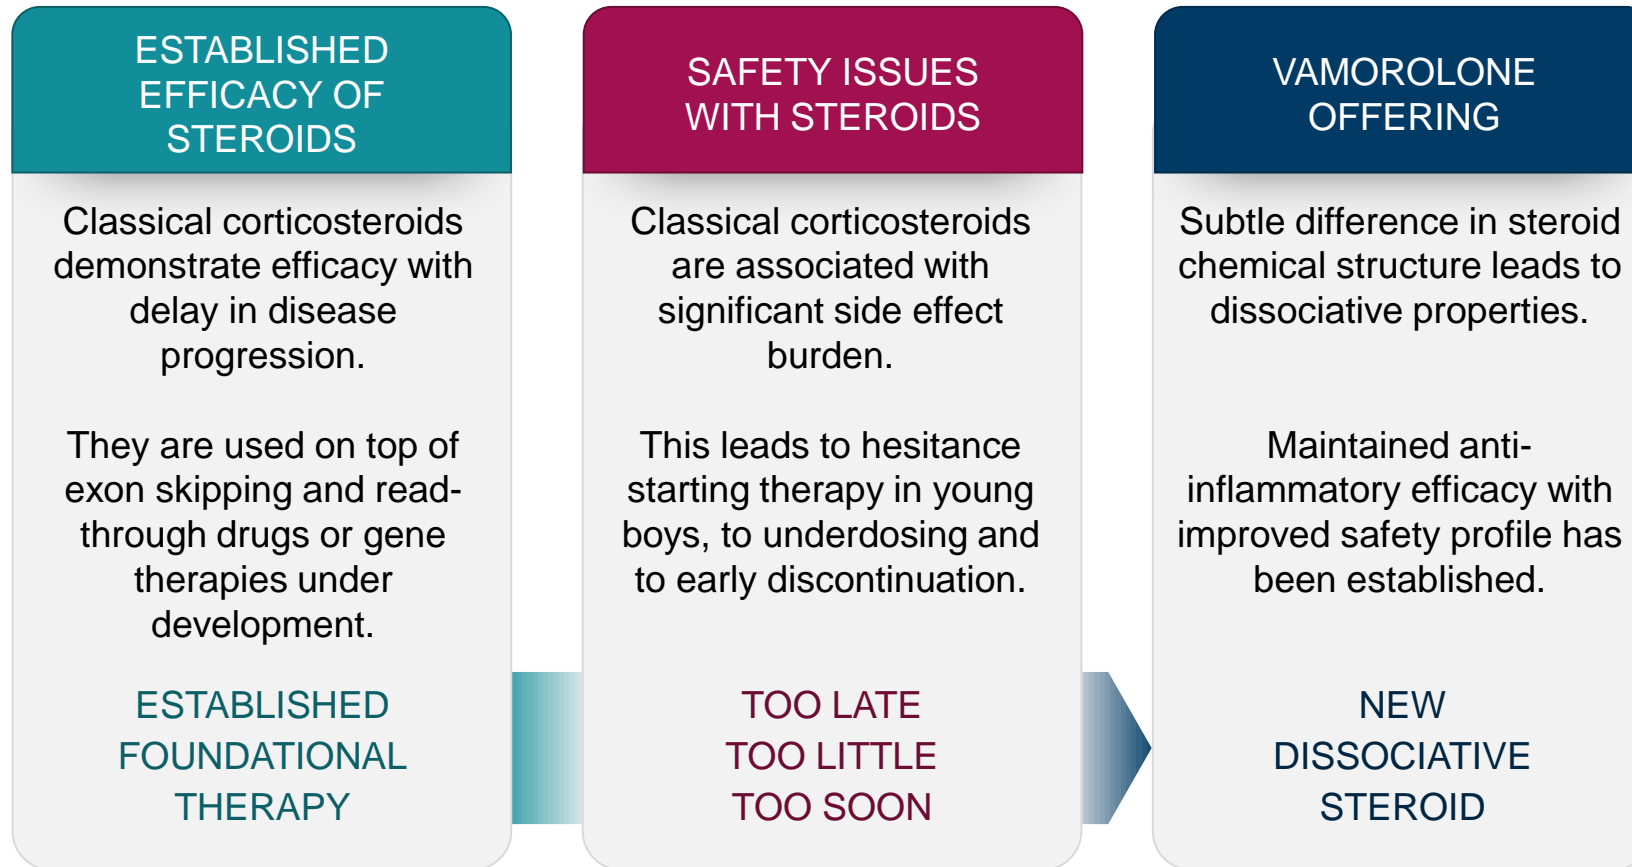 ESTABLISHED
EFFICACY OF
STEROIDS
Classical corticosteroids
demonstrate efficacy with
delay in disease
progression.
They are used on top of
exon skipping and read-
through drugs or gene
therapies under
development.
ESTABLISHED
FOUNDATIONAL
THERAPY
SAFETY ISSUES
WITH STEROIDS
Classical corticosteroids
are associated with
significant side effect
burden.
This leads to hesitance
starting therapy in young
boys, to underdosing and
to early discontinuation.
TOO LATE
TOO LITTLE
TOO SOON
VAMOROLONE
OFFERING
Subtle difference in steroid
chemical structure leads to
dissociative properties.
Maintained anti-
inflammatory efficacy with
improved safety profile has
been established.
NEW
DISSOCIATIVE
STEROID